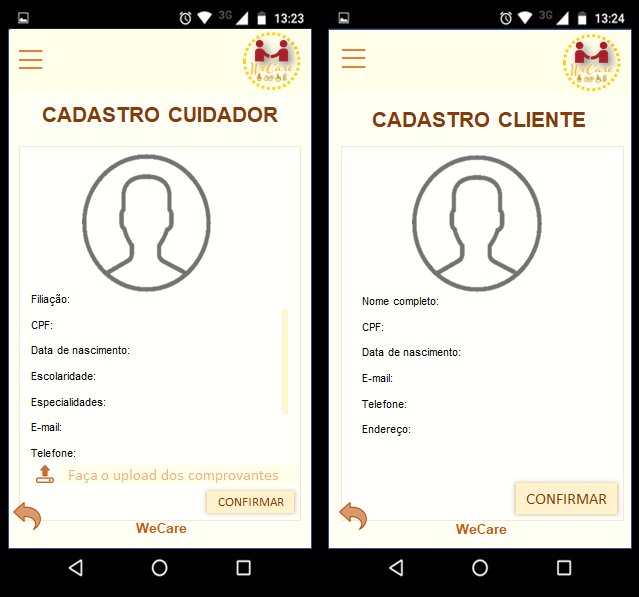 3G 13:23
WeCare
CADASTRO CUIDADOR
Filiação:
CPF:
Data de nascimento:
Escolaridade:
Especialidades:
E-mail:
Telefone:
Faça o upload dos comprovantes
CONFIRMAR
WeCare
3G 13:24
WeCare
CADASTRO CLIENTE
Nome completo:
CPF:
Data de nascimento:
E-mail:
Telefone:
Endereço:
CONFIRMAR
WeCare